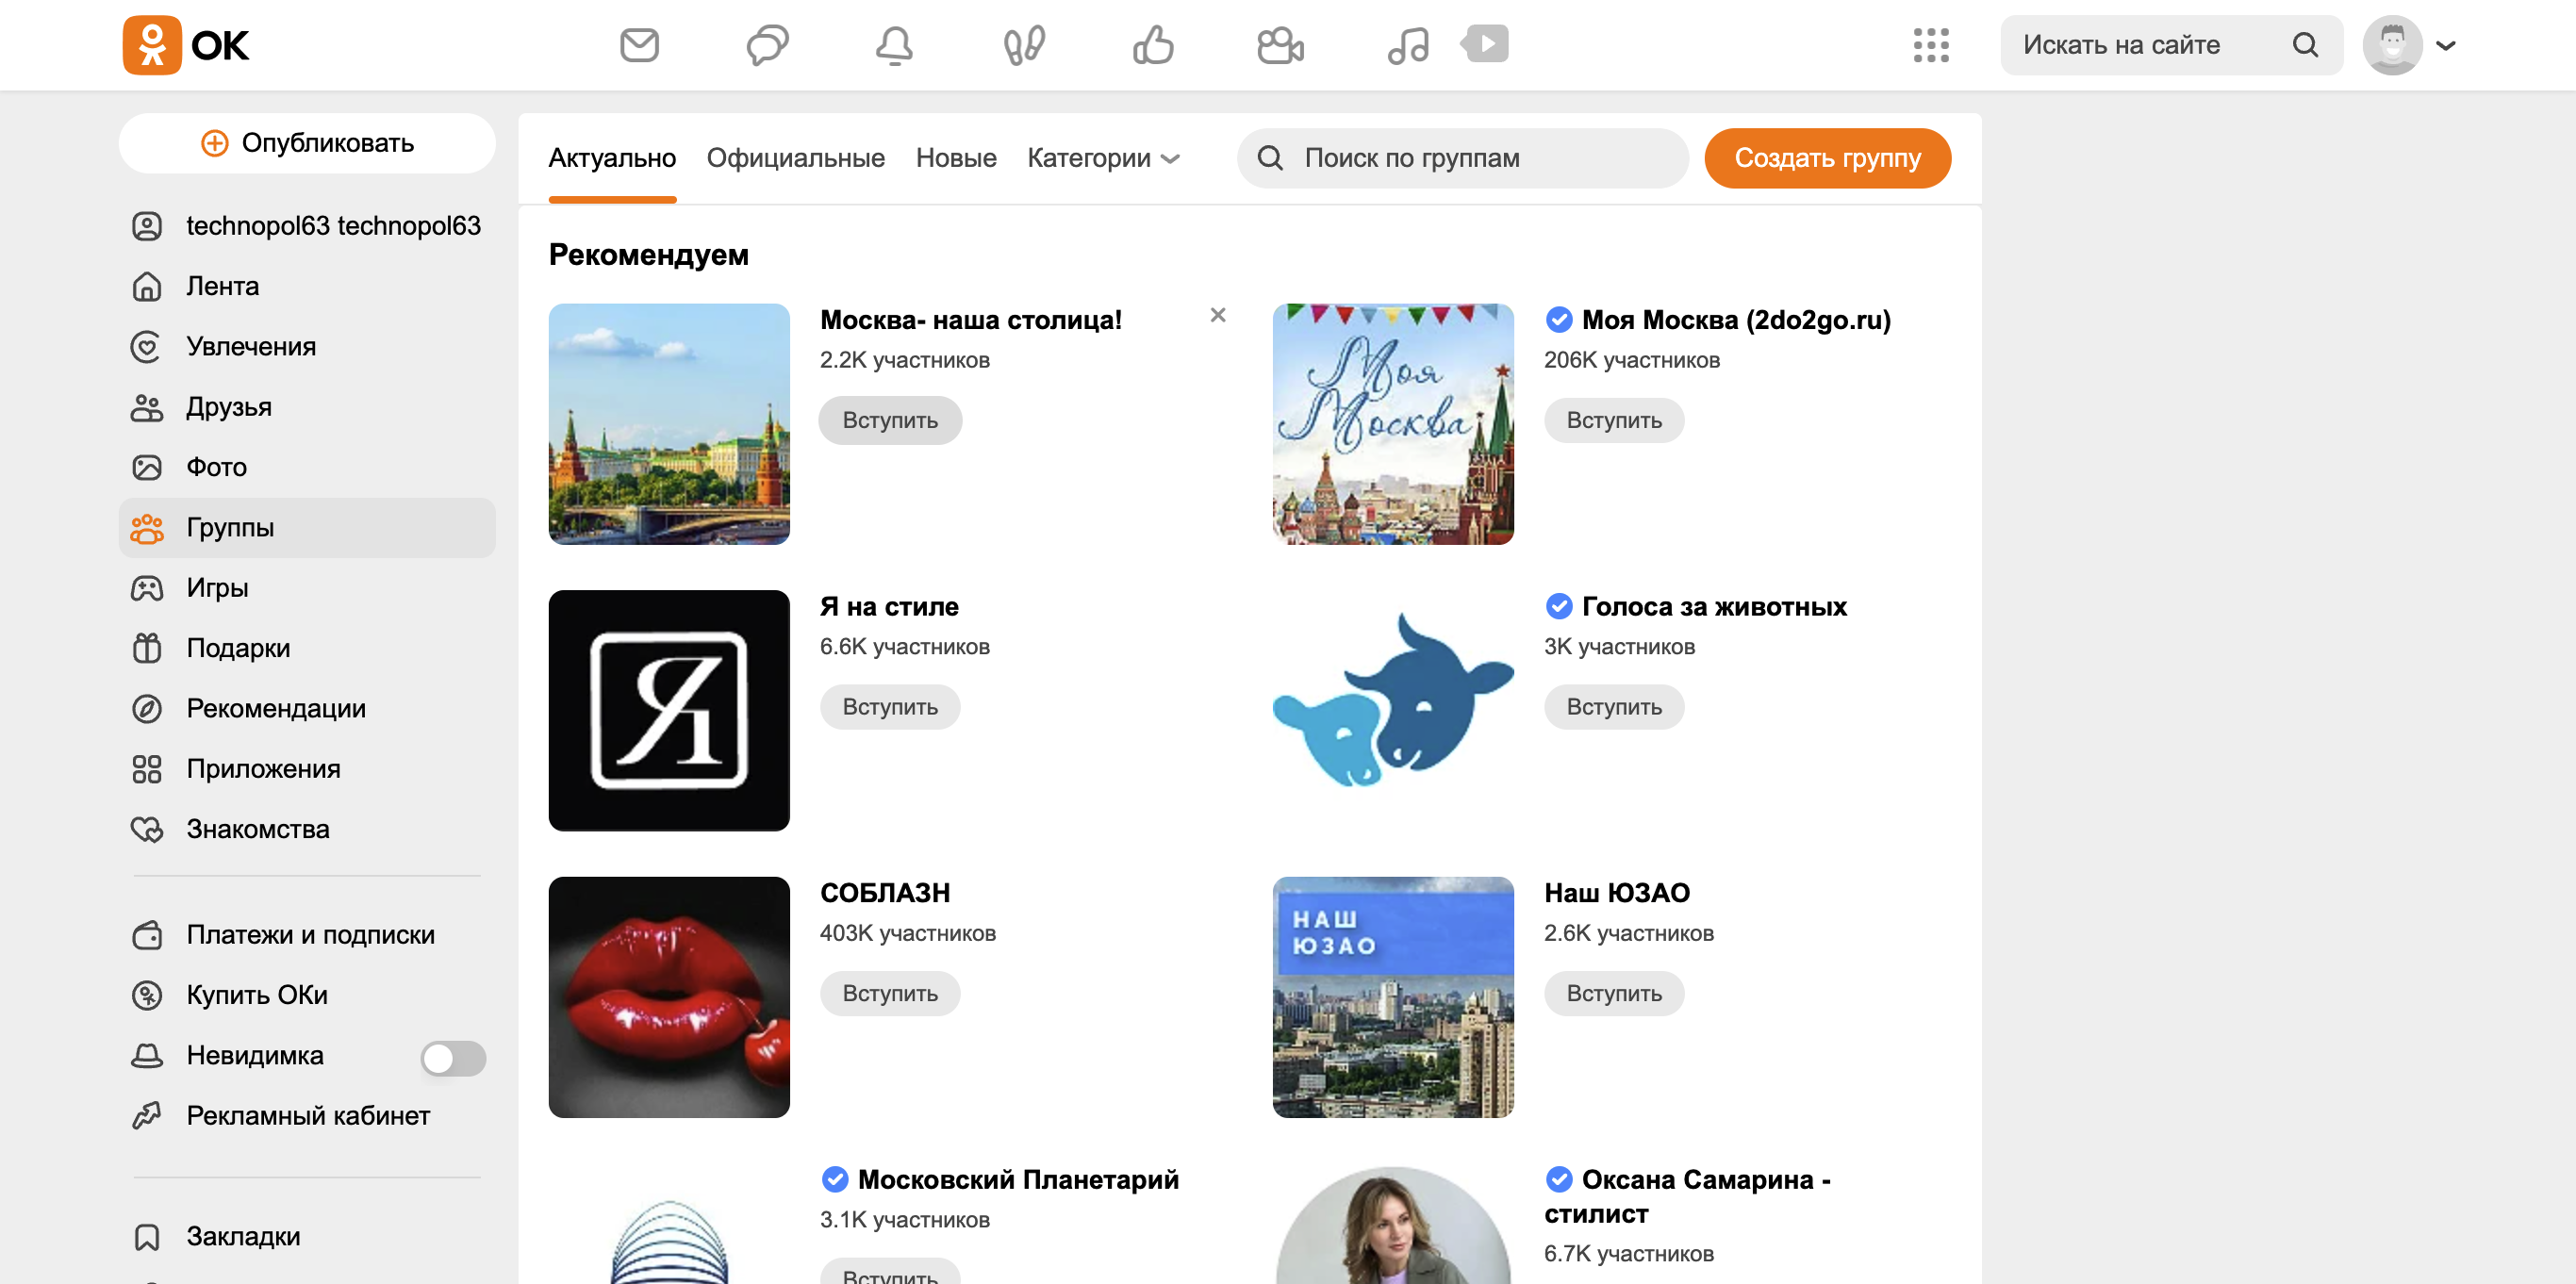 OK
Искать на сайте
Опубликовать
technopol63 technopol63
Лента
Увлечения
Друзья
Фото
Группы
Игры
Подарки
Рекомендации
Приложения
Знакомства
Платежи и подписки
Купить ОКи
Невидимка
Рекламный кабинет
Закладки
Актуально
Официальные
Новые
Категории
Поиск по группам
Создать группу
Рекомендуем
Москва- наша столица!
2.2K участников
Вступить
Моя
Москва
Моя Москва (2do2go.ru)
206K участников
Вступить
Я
Я на стиле
6.6K участников
Вступить
Голоса за животных
3K участников
Вступить
СОБЛАЗН
403K участников
Вступить
НАШ
ЮЗАО
Наш ЮЗАО
2.6K участников
Вступить
Московский Планетарий
3.1K участников
Вступить
Оксана Самарина -
стилист
6.7K участников